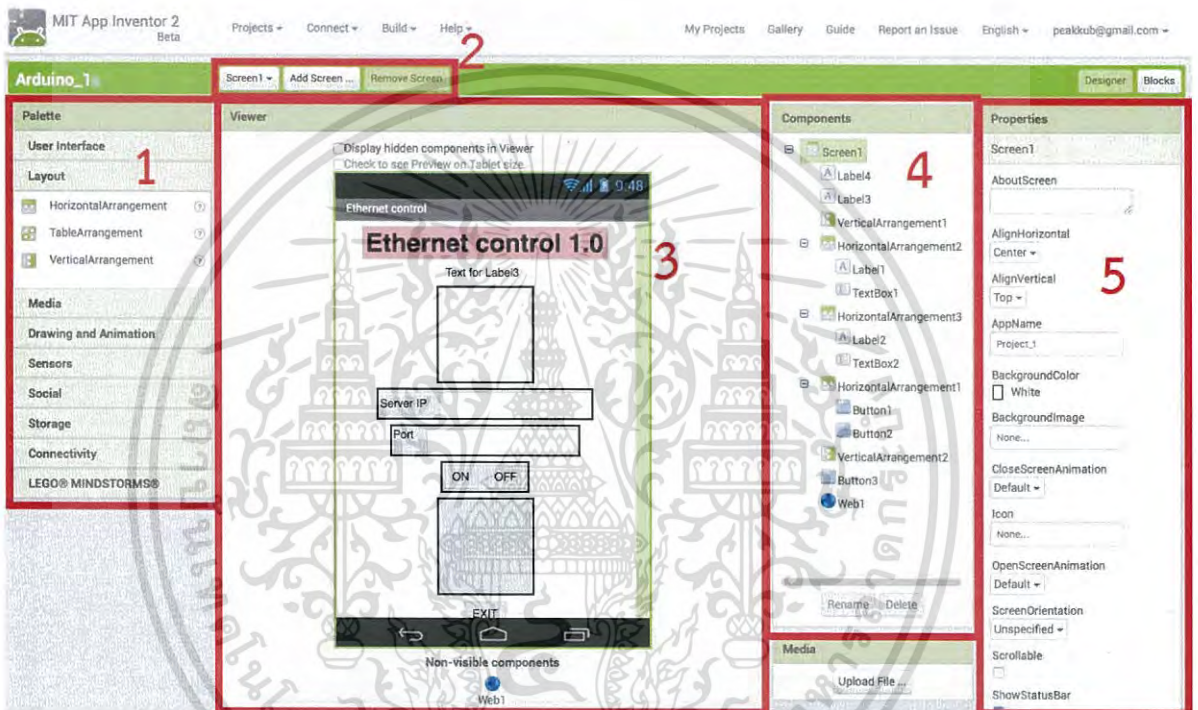 MIT App Inventor 2
Beta
Projects Connect Build Help
My Projects Gallery Guide Report an Issue English peakkub@gmail.com
2
Arduino_1
Screen1 Add Screen ... Remove Screen
Designer Blocks
Palette
User Interface
1
Layout
HorizontalArrangement
TableArrangement
VerticalArrangement
Media
Drawing and Animation
Sensors
Social
Storage
Connectivity
LEGO® MINDSTORMS®
Viewer
Display hidden components in Viewer
Check to see Preview on Tablet size.
9:48
Ethernet control
Ethernet control 1.0
3
Text for Label3
Server IP
Port
ON OFF
EXIT
Non-visible components
Web1
Components
4
Screen1
Label4
Label3
VerticalArrangement1
HorizontalArrangement2
Label1
TextBox1
HorizontalArrangement3
Label2
TextBox2
HorizontalArrangement1
Button1
Button2
VerticalArrangement2
Button3
Web1
Rename Delete
Media
Upload File ...
Properties
Screen1
5
AboutScreen
AlignHorizontal
Center
AlignVertical
Top
AppName
Project_1
BackgroundColor
White
BackgroundImage
None...
CloseScreenAnimation
Default
Icon
None...
OpenScreenAnimation
Default
ScreenOrientation
Unspecified
Scrollable
ShowStatusBar